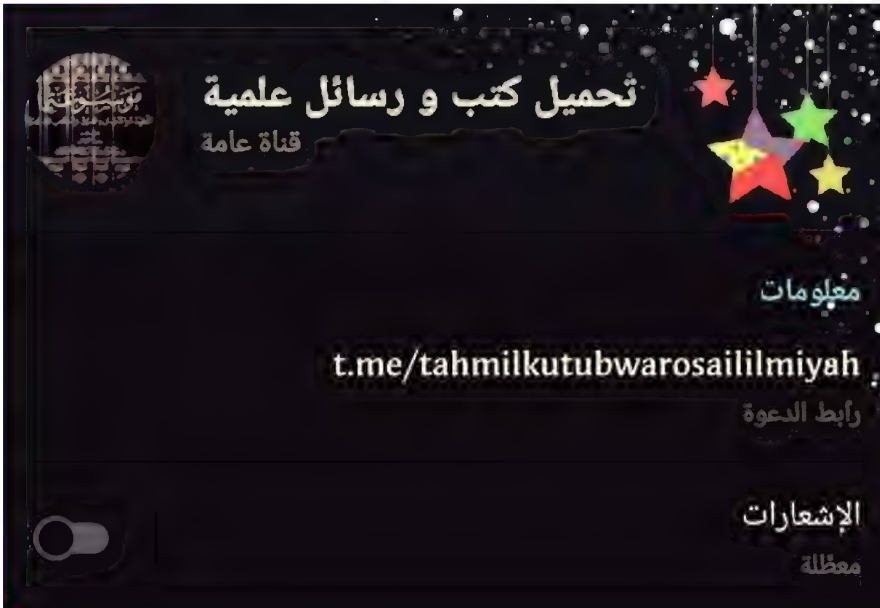 تحميل كتب و رسائل علمية
قناة عامة
معلومات
t.me/tahmilkutubwarosaililmiyah
رابط الدعوة
الإشعارات
معطلة